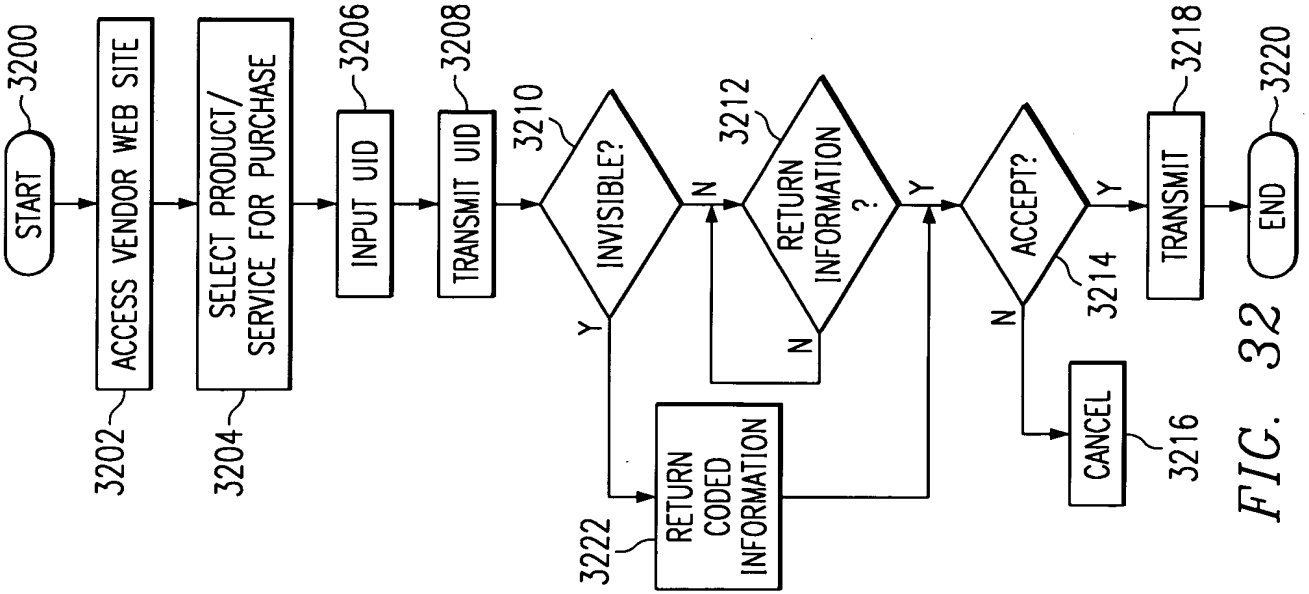 START
3200
ACCESS VENDOR WEB SITE
3202
SELECT PRODUCT/
SERVICE FOR PURCHASE
3204
INPUT UID
3206
TRANSMIT UID
3208
INVISIBLE?
3210
Y
N
RETURN
CODED
INFORMATION
3222
RETURN
INFORMATION
?
3212
N
Y
ACCEPT?
3214
N
Y
CANCEL
3216
TRANSMIT
3218
END
3220
FIG. 32